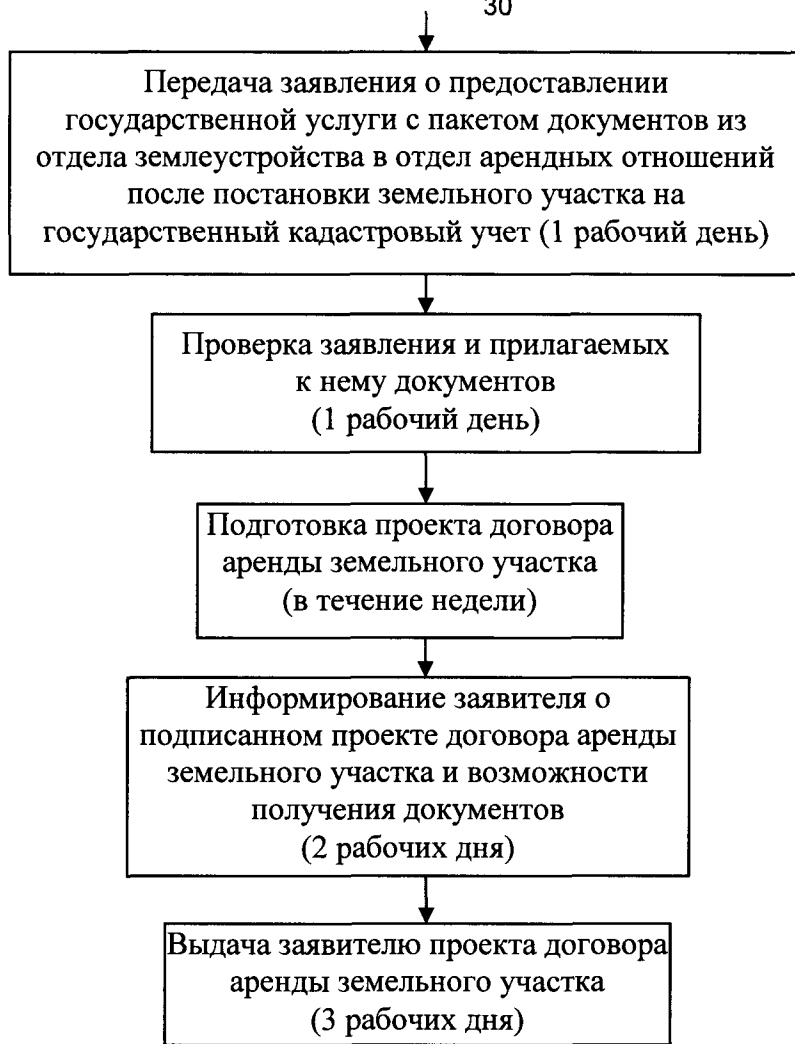 30
Передача заявления о предоставлении
государственной услуги с пакетом документов из
отдела землеустройства в отдел арендных отношений
после постановки земельного участка на
государственный кадастровый учет (1 рабочий день)
Проверка заявления и прилагаемых
к нему документов
(1 рабочий день)
Подготовка проекта договора
аренды земельного участка
(в течение недели)
Информирование заявителя о
подписанном проекте договора аренды
земельного участка и возможности
получения документов
(2 рабочих дня)
Выдача заявителю проекта договора
аренды земельного участка
(3 рабочих дня)